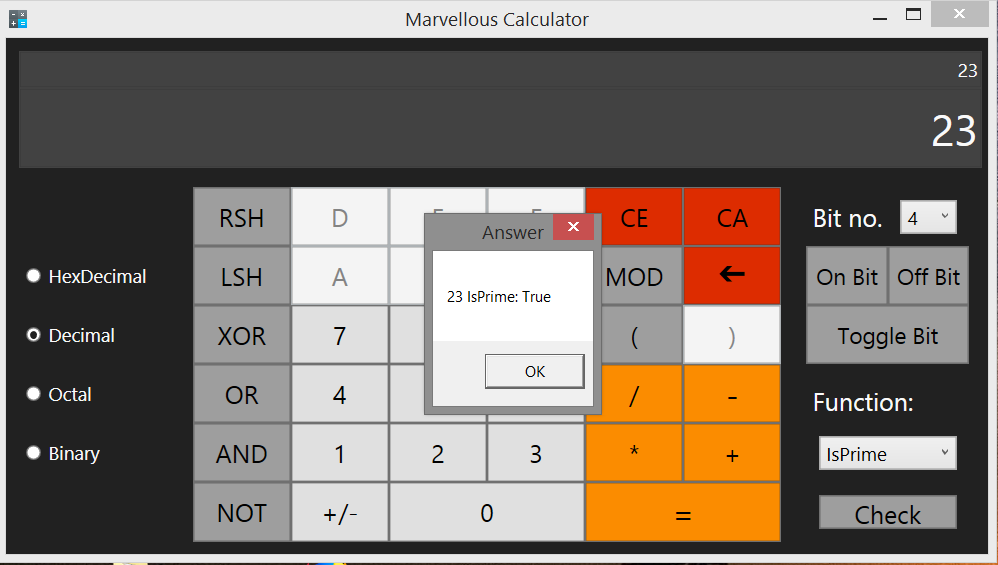 Marvellous Calculator
23
23
RSH D CE CA
LSH A MOD
XOR 7 ( )
OR 4 / -
AND 1 2 3 * +
NOT +/- 0 =
HexDecimal
Decimal
Octal
Binary
Answer
23 IsPrime: True
OK
Bit no. 4
On Bit Off Bit
Toggle Bit
Function:
IsPrime
Check